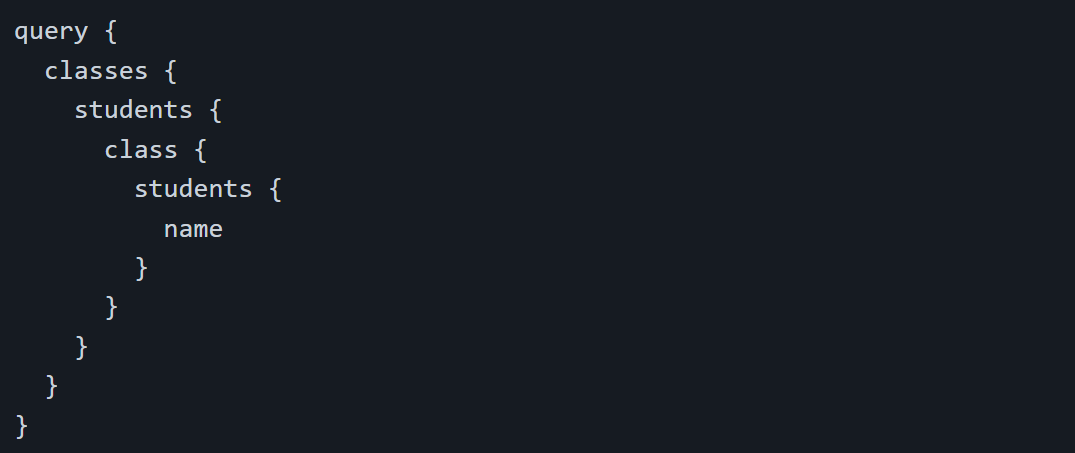 query {
  classes {
    students {
      class {
        students {
          name
        }
      }
    }
  }
}